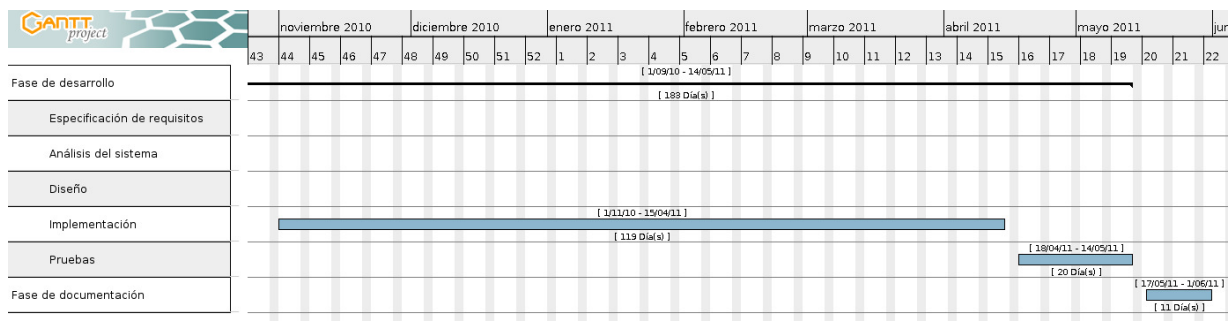 GANTT
project
noviembre 2010 diciembre 2010 enero 2011 febrero 2011 marzo 2011 abril 2011 mayo 2011 jun
43 44 45 46 47 48 49 50 51 52 1 2 3 4 5 6 7 8 9 10 11 12 13 14 15 16 17 18 19 20 21 22
[ 1/09/10 - 14/05/11 ]
Fase de desarrollo
[ 183 Día(s) ]
Especificación de requisitos
Análisis del sistema
Diseño
[ 1/11/10 - 15/04/11 ]
Implementación
[ 119 Día(s) ]
[ 18/04/11 - 14/05/11 ]
Pruebas
[ 20 Día(s) ]
[ 17/05/11 - 1/06/11 ]
Fase de documentación
[ 11 Día(s) ]